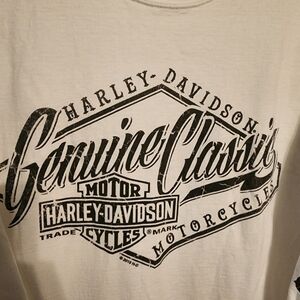 HARLEY-DAVIDSON
Genuine Classic
MOTOR
HARLEY-DAVIDSON
TRADE CYCLES ® MARK
MOTORCYCLES